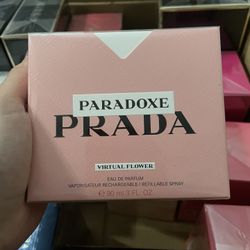 PARADOXE
PRADA
VIRTUAL FLOWER
EAU DE PARFUM
VAPORISATEUR RECHARGEABLE / REFILLABLE SPRAY
℮ 90 ml 3 FL. OZ.